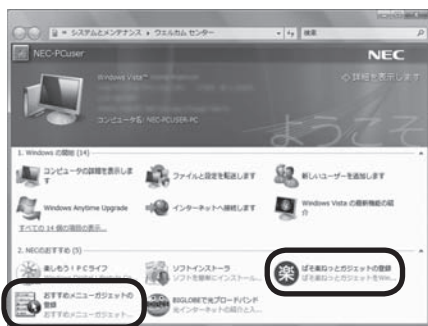 システムとメンテナンス ▸ ウェルカム センター
検索
NEC-PCuser
NEC
Windows Vista™
詳細を表示します
コンピュータ名: NEC-PCUSER-PC
ようこそ
1. Windows の開始 (14)
コンピュータの詳細を表示します
ファイルと設定を転送します
新しいユーザーを追加します
Windows Anytime Upgrade
インターネットへ接続します
Windows Vista の最新機能の紹介
すべての 14 個の項目の表示...
2. NECのおすすめ (5)
楽しもう!PCライフ
ソフトインストーラ
ソフトを簡単にインストール...
楽
ぱそ楽ねっとガジェットの登録
ぱそ楽ねっとガジェットをWin...
おすすめメニューガジェットの登録
おすすめメニューガジェット...
BIGLOBEで光ブロードバンド
光インターネットの紹介と入...